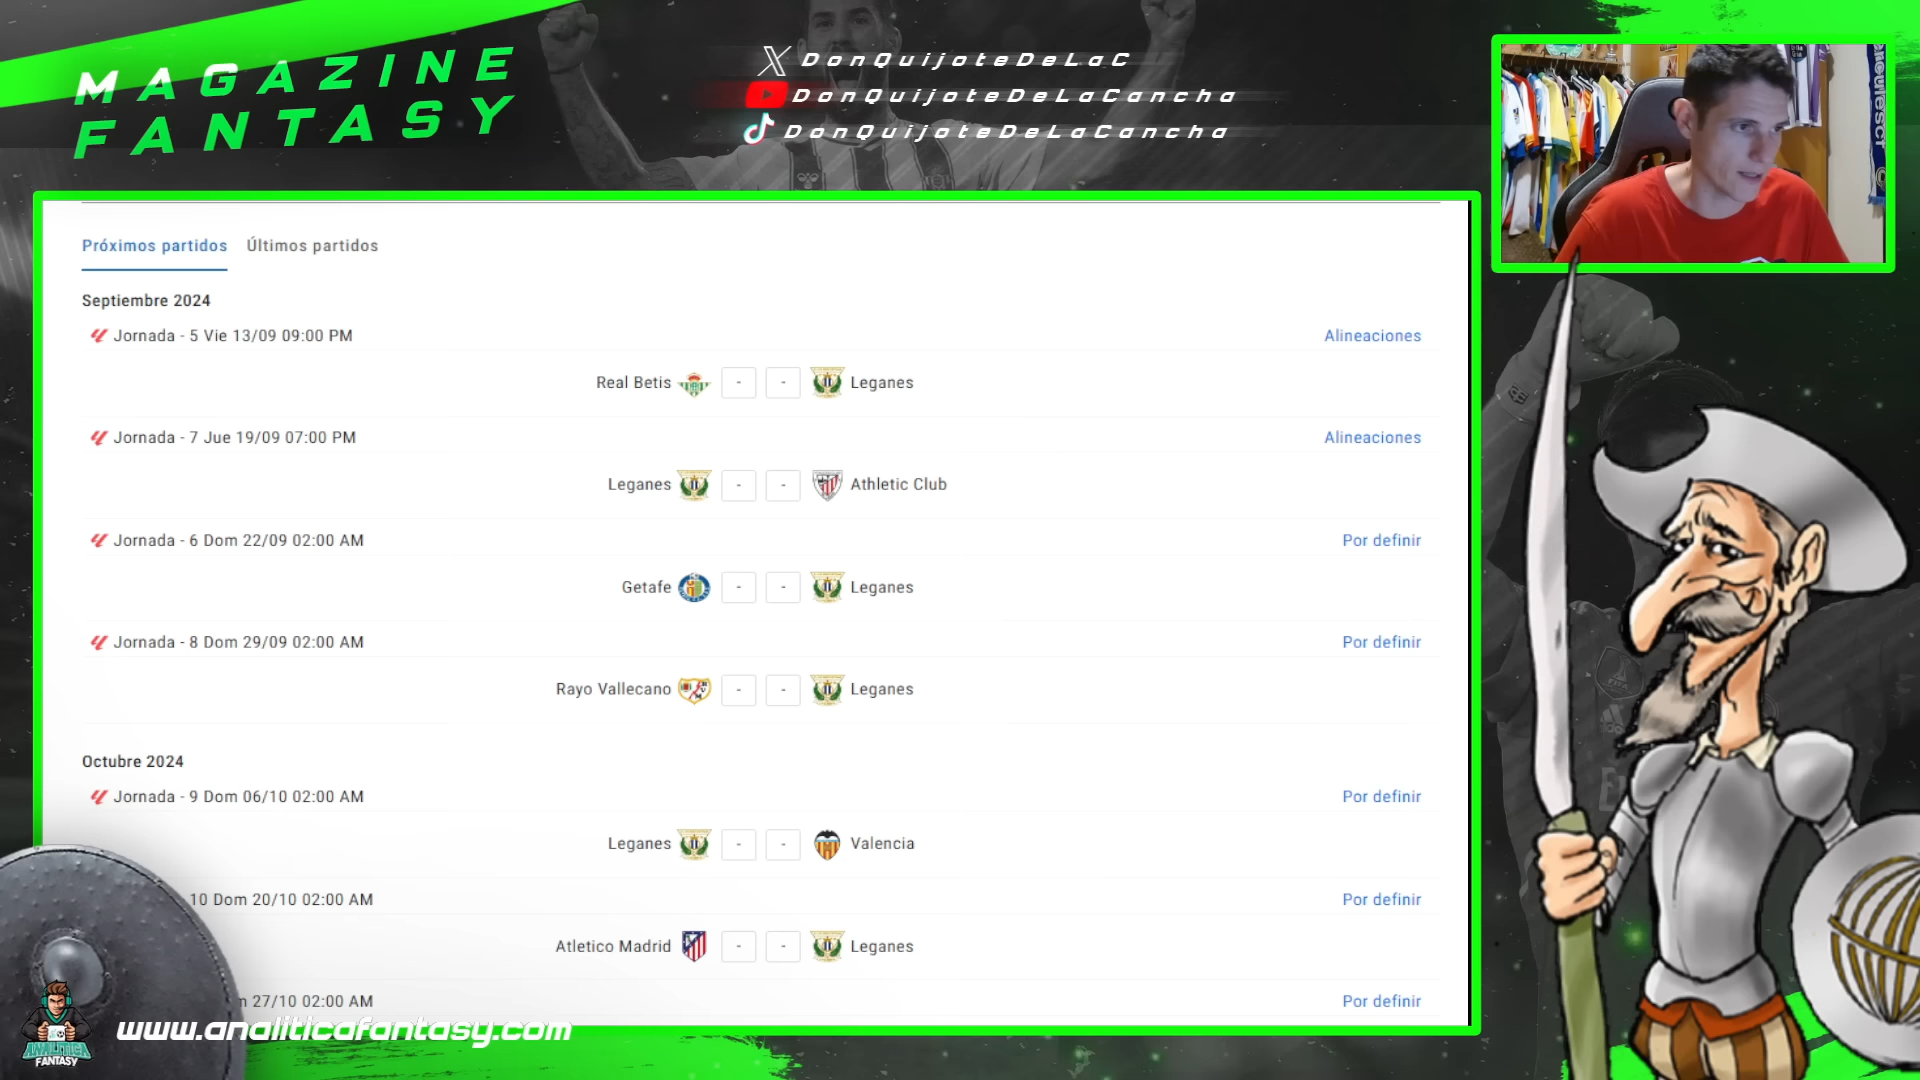 MAGAZINE
FANTASY
DonQuijoteDeLaC
DonQuijoteDeLaCancha
DonQuijoteDeLaCancha
Próximos partidos Últimos partidos
Septiembre 2024
Jornada - 5 Vie 13/09 09:00 PM Alineaciones
Real Betis - - Leganes
Jornada - 7 Jue 19/09 07:00 PM Alineaciones
Leganes - - Athletic Club
Jornada - 6 Dom 22/09 02:00 AM Por definir
Getafe - - Leganes
Jornada - 8 Dom 29/09 02:00 AM Por definir
Rayo Vallecano - - Leganes
Octubre 2024
Jornada - 9 Dom 06/10 02:00 AM Por definir
Leganes - - Valencia
10 Dom 20/10 02:00 AM Por definir
Atletico Madrid - - Leganes
27/10 02:00 AM Por definir
ANALITICA
FANTASY
www.analiticafantasy.com